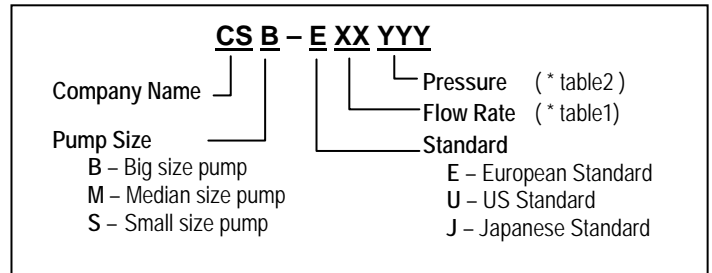 CS B – E XX YYY
Company Name
Pressure ( * table2 )
Flow Rate ( * table1)
Pump Size
B – Big size pump
M – Median size pump
S – Small size pump
Standard
E – European Standard
U – US Standard
J – Japanese Standard